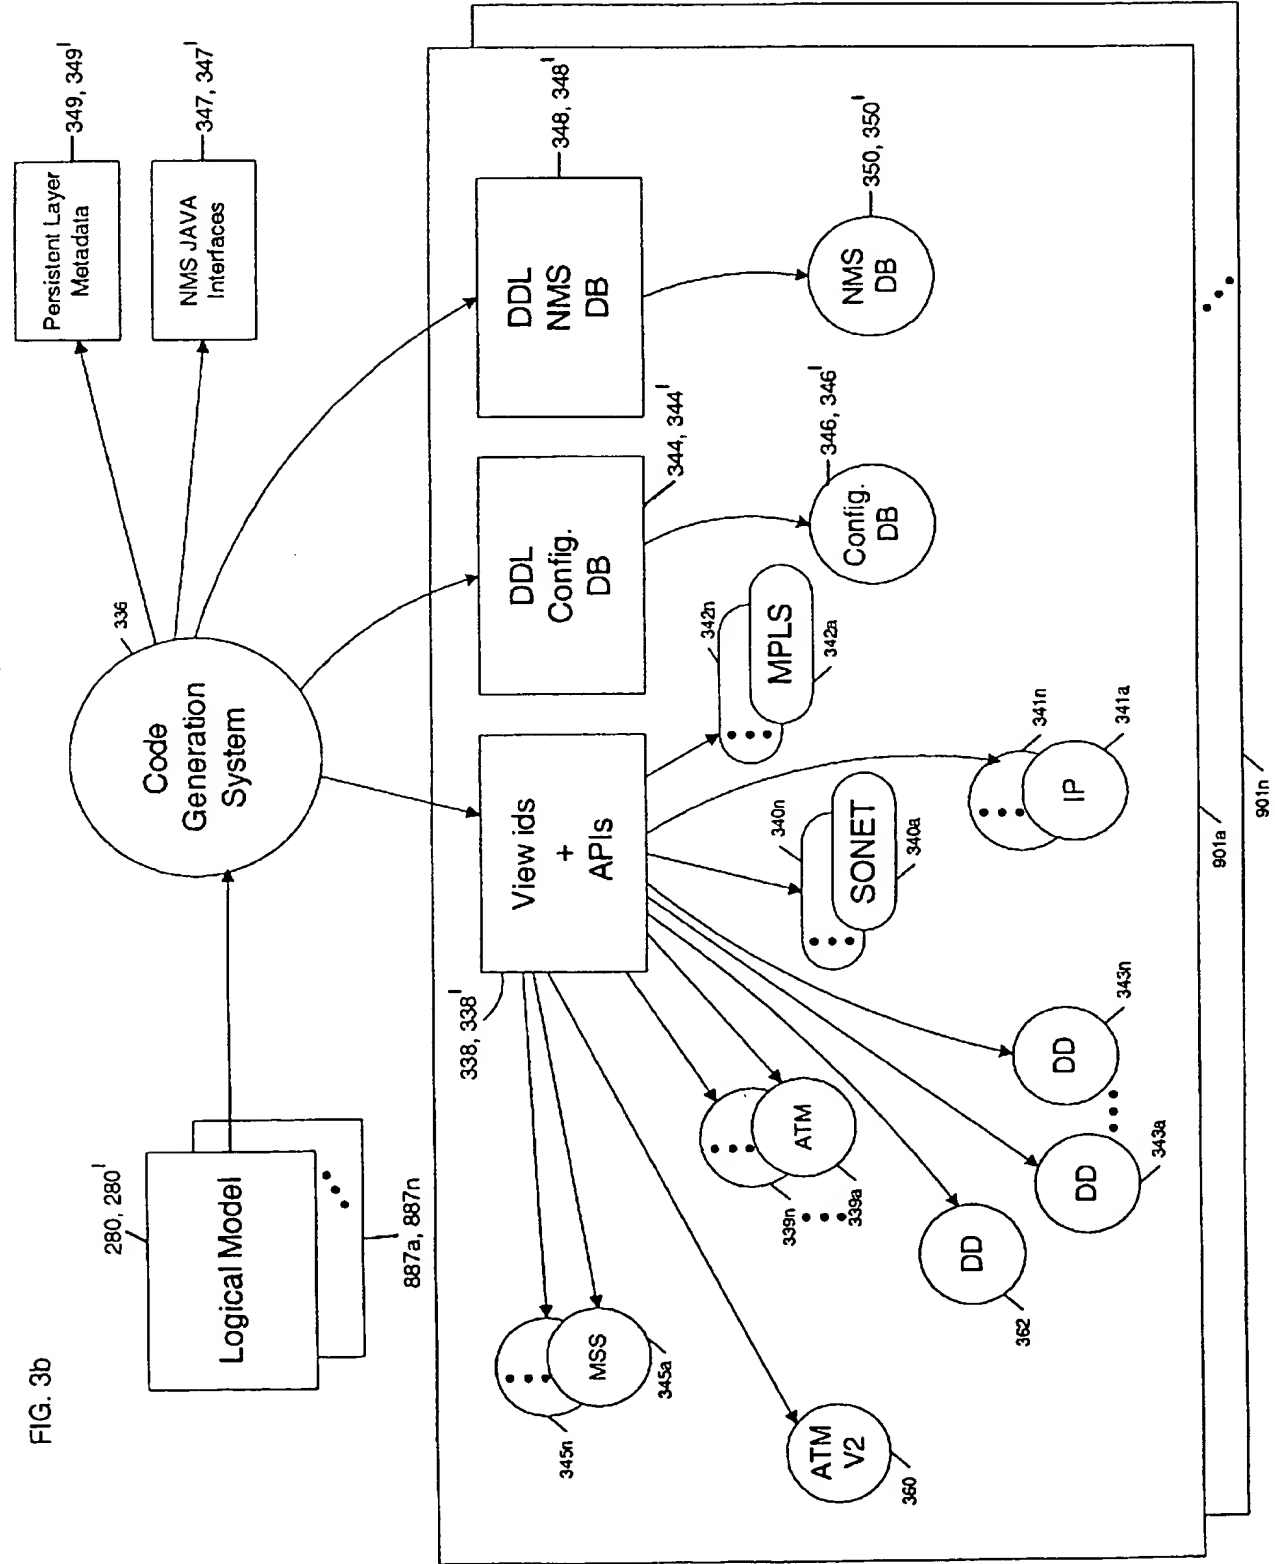 FIG. 3b
280, 280'
Logical Model
887a, 887n
Code
Generation
System
336
Persistent Layer
Metadata
349, 349'
NMS JAVA
Interfaces
347, 347'
338, 338'
View ids
+
APIs
DDL
Config.
DB
344, 344'
DDL
NMS
DB
348, 348'
345n
MSS
345a
ATM
V2
360
339n
339a
ATM
DD
362
DD
343a
DD
343n
340n
SONET
340a
341n
IP
341a
342n
MPLS
342a
Config.
DB
346, 346'
NMS
DB
350, 350'
901a
901n